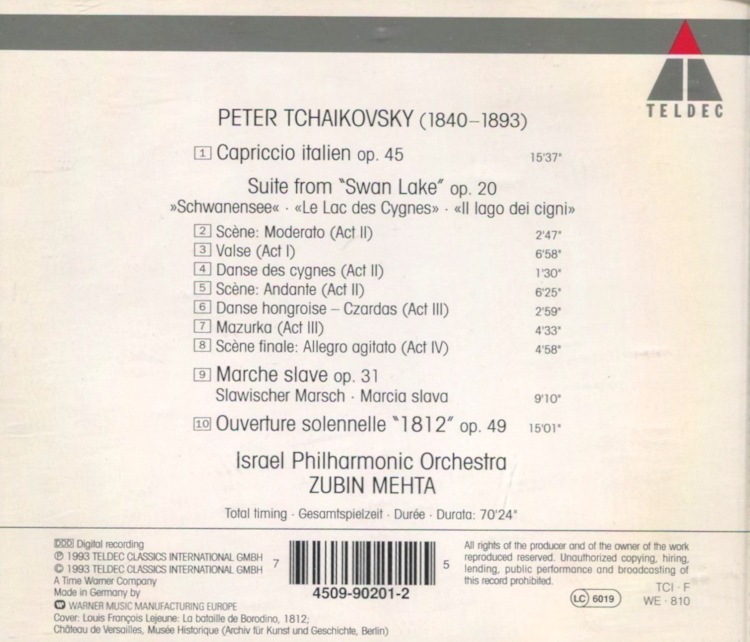 TELDEC
PETER TCHAIKOVSKY (1840–1893)
1 Capriccio italien op. 45 15'37"
Suite from "Swan Lake" op. 20
»Schwanensee« · «Le Lac des Cygnes» · «Il lago dei cigni»
2 Scène: Moderato (Act II) 2'47"
3 Valse (Act I) 6'58"
4 Danse des cygnes (Act II) 1'30"
5 Scène: Andante (Act II) 6'25"
6 Danse hongroise – Czardas (Act III) 2'59"
7 Mazurka (Act III) 4'33"
8 Scène finale: Allegro agitato (Act IV) 4'58"
9 Marche slave op. 31
Slawischer Marsch · Marcia slava 9'10"
10 Ouverture solennelle "1812" op. 49 15'01"
Israel Philharmonic Orchestra
ZUBIN MEHTA
Total timing · Gesamtspielzeit · Durée · Durata: 70'24"
DDD Digital recording
℗ 1993 TELDEC CLASSICS INTERNATIONAL GMBH
© 1993 TELDEC CLASSICS INTERNATIONAL GMBH
A Time Warner Company
Made in Germany by
WARNER MUSIC MANUFACTURING EUROPE
Cover: Louis François Lejeune: La bataille de Borodino, 1812;
Château de Versailles, Musée Historique (Archiv für Kunst und Geschichte, Berlin)
7 5
4509-90201-2
All rights of the producer and of the owner of the work
reproduced reserved. Unauthorized copying, hiring,
lending, public performance and broadcasting of
this record prohibited.
LC 6019
TCI · F
WE · 810